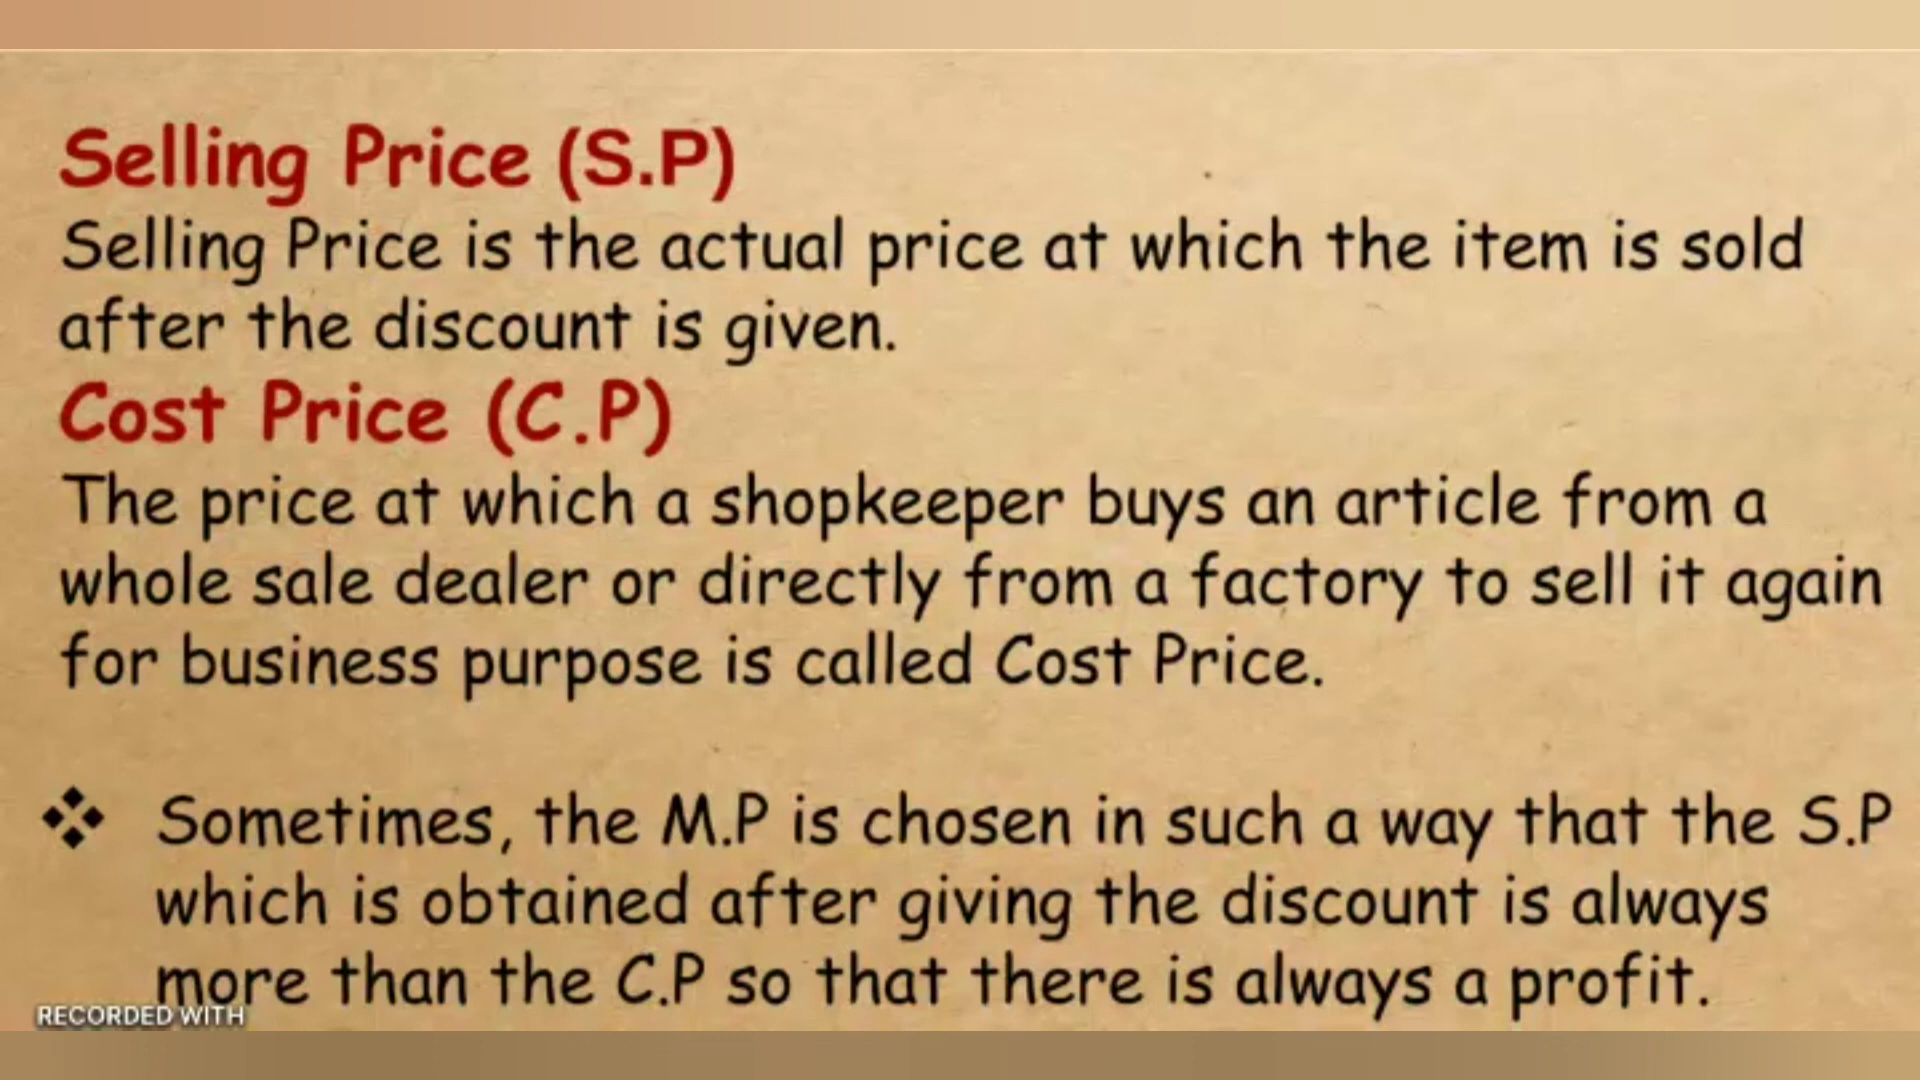 Selling Price (S.P)
Selling Price is the actual price at which the item is sold
after the discount is given.
Cost Price (C.P)
The price at which a shopkeeper buys an article from a
whole sale dealer or directly from a factory to sell it again
for business purpose is called Cost Price.
❖ Sometimes, the M.P is chosen in such a way that the S.P
which is obtained after giving the discount is always
more than the C.P so that there is always a profit.
RECORDED WITH